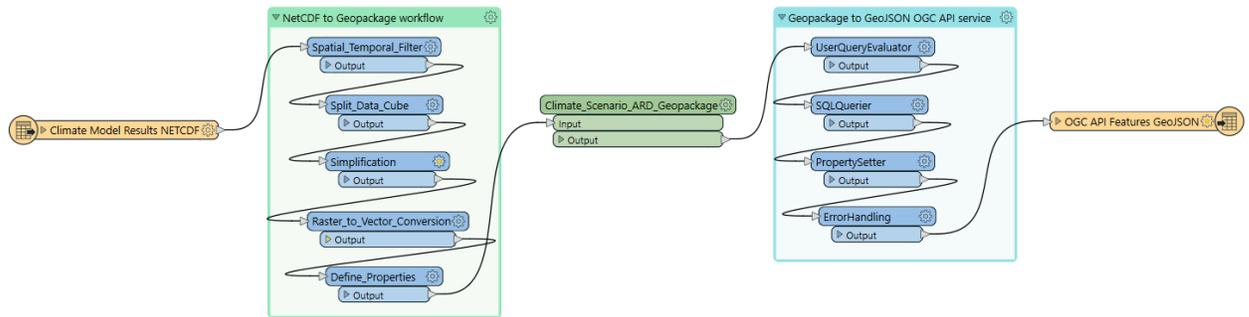 Climate Model Results NETCDF
NetCDF to Geopackage workflow
Spatial_Temporal_Filter
Output
Split_Data_Cube
Output
Simplification
Output
Raster_to_Vector_Conversion
Output
Define_Properties
Output
Climate_Scenario_ARD_Geopackage
Input
Output
Geopackage to GeoJSON OGC API service
UserQueryEvaluator
Output
SQLQuerier
Output
PropertySetter
Output
ErrorHandling
Output
OGC API Features GeoJSON